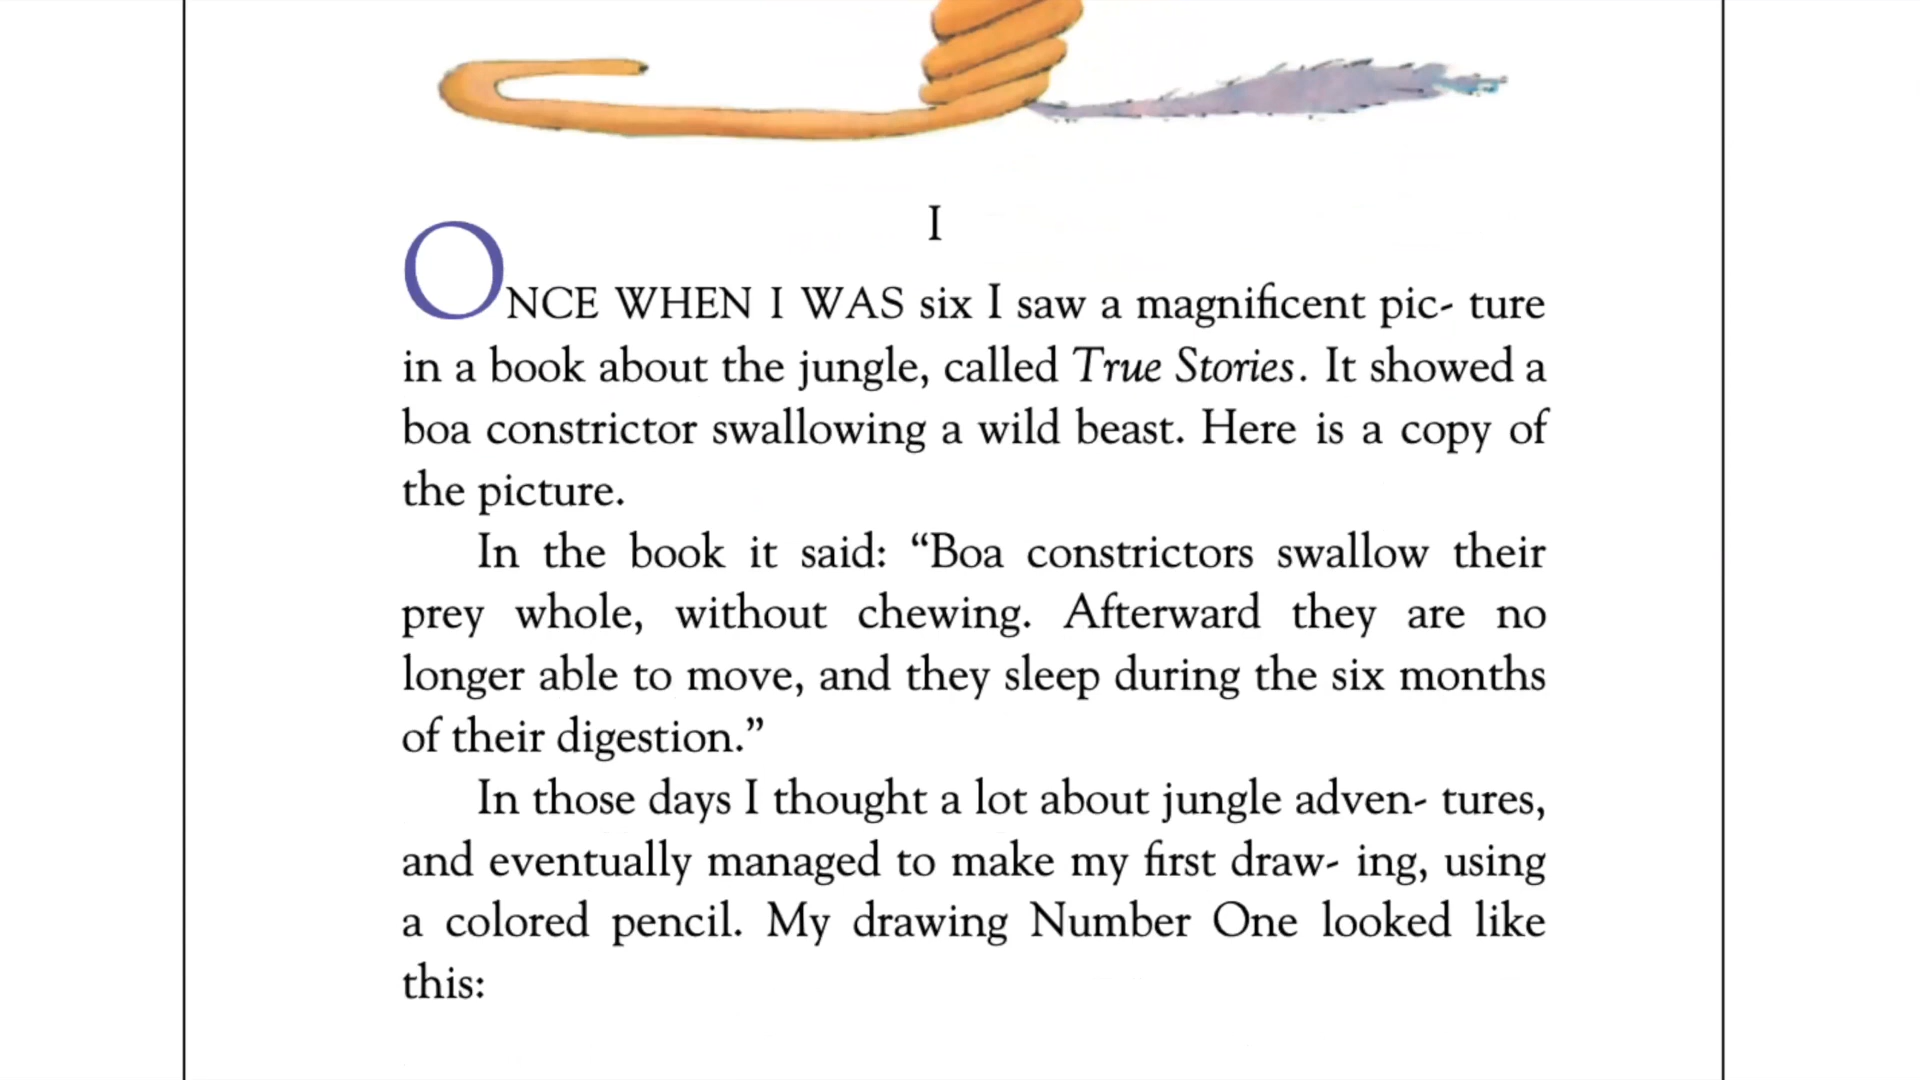 I
ONCE WHEN I WAS six I saw a magnificent pic- ture
in a book about the jungle, called True Stories. It showed a
boa constrictor swallowing a wild beast. Here is a copy of
the picture.
In the book it said: “Boa constrictors swallow their
prey whole, without chewing. Afterward they are no
longer able to move, and they sleep during the six months
of their digestion.”
In those days I thought a lot about jungle adven- tures,
and eventually managed to make my first draw- ing, using
a colored pencil. My drawing Number One looked like
this: